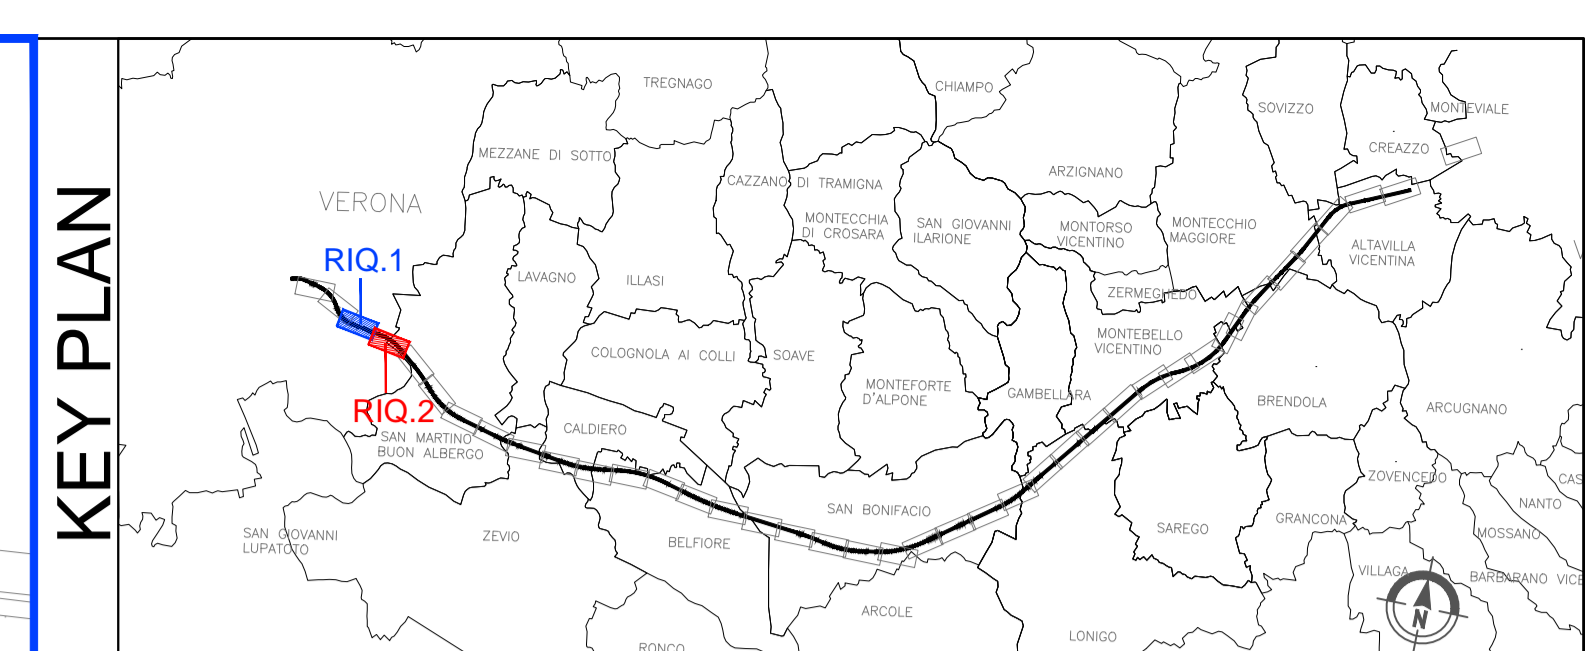 KEY PLAN
TREGNAGO
CHIAMPO
SOVIZZO
MONTEVIALE
MEZZANE DI SOTTO
CREAZZO
ARZIGNANO
CAZZANO DI TRAMIGNA
VERONA
MONTECCHIA
DI CROSARA
SAN GIOVANNI
ILARIONE
MONTORSO
VICENTINO
MONTECCHIO
MAGGIORE
ALTAVILLA
VICENTINA
RIQ.1
LAVAGNO
ILLASI
ZERMEGHEDO
MONTEBELLO
VICENTINO
COLOGNOLA AI COLLI
SOAVE
MONTEFORTE
D'ALPONE
GAMBELLARA
BRENDOLA
ARCUGNANO
RIQ.2
SAN MARTINO
BUON ALBERGO
CALDIERO
ZOVENCEDO
CAS
NANTO
SAN BONIFACIO
GRANCONA
SAREGO
MOSSANO
SAN GIOVANNI
LUPATOTO
ZEVIO
BELFIORE
VILLAGA
BARBARANO VICE
ARCOLE
N
LONIGO
RONCO